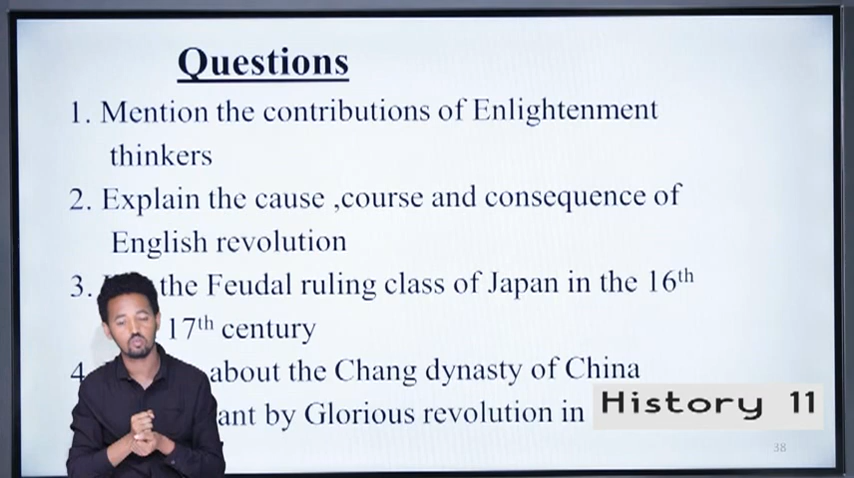 Questions
1. Mention the contributions of Enlightenment
thinkers
2. Explain the cause ,course and consequence of
English revolution
3. the Feudal ruling class of Japan in the 16th
17th century
4. about the Chang dynasty of China
by Glorious revolution in
History 11
38